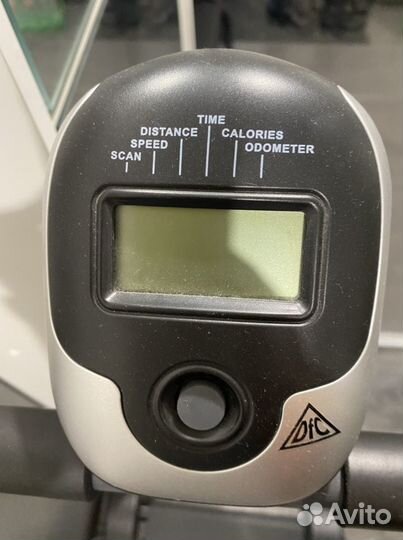 TIME
DISTANCE CALORIES
SPEED ODOMETER
SCAN
DfC
Avito